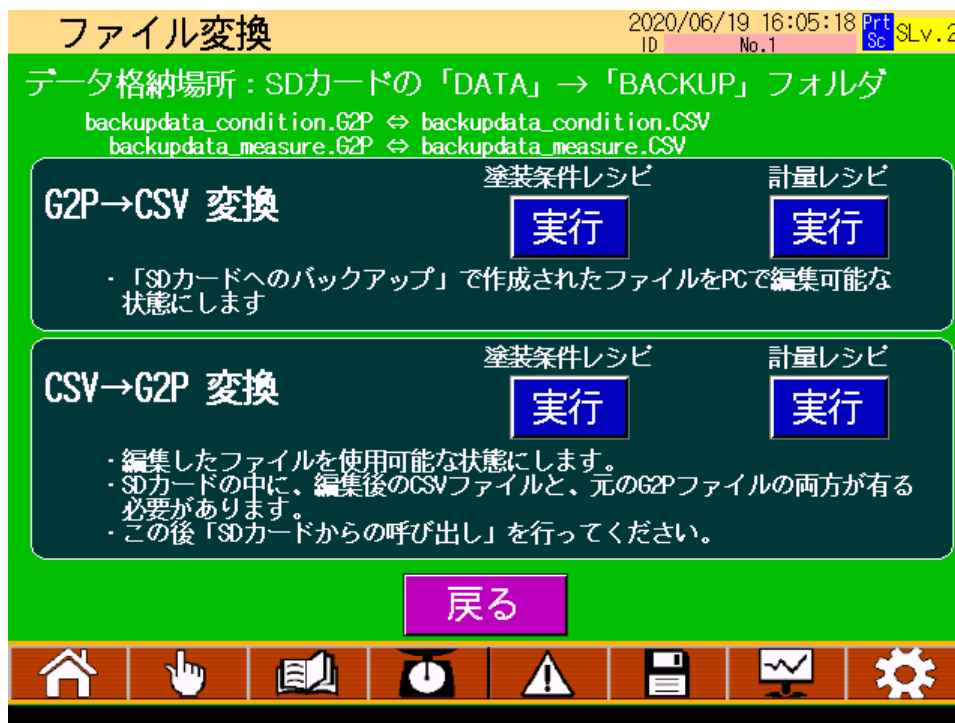 ファイル変換
2020/06/19 16:05:18
Prt Sc
SLv.2
ID
No.1
データ格納場所：SDカードの「DATA」→「BACKUP」フォルダ
backupdata_condition.G2P ⇔ backupdata_condition.CSV
backupdata_measure.G2P ⇔ backupdata_measure.CSV
G2P→CSV 変換
塗装条件レシピ
計量レシピ
実行
実行
・「SDカードへのバックアップ」で作成されたファイルをPCで編集可能な
状態にします
CSV→G2P 変換
塗装条件レシピ
計量レシピ
実行
実行
・編集したファイルを使用可能な状態にします。
・SDカードの中に、編集後のCSVファイルと、元のG2Pファイルの両方が有る
必要があります。
・この後「SDカードからの呼び出し」を行ってください。
戻る